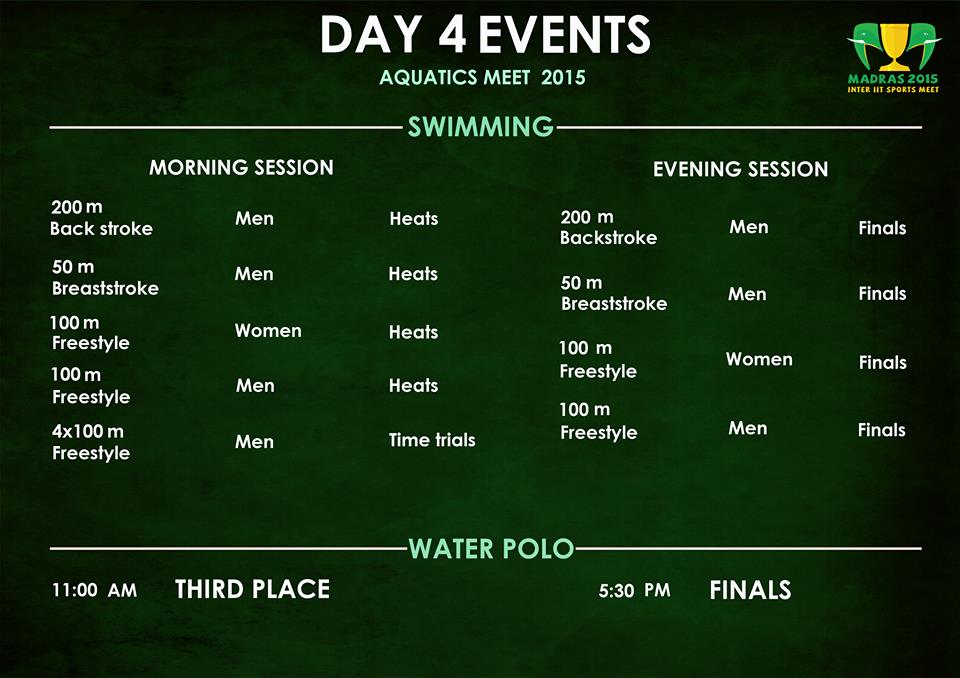 DAY 4 EVENTS
AQUATICS MEET 2015
MADRAS 2015
INTER IIT SPORTS MEET
SWIMMING
MORNING SESSION
200 m
Back stroke
Men
Heats
50 m
Breaststroke
Men
Heats
100 m
Freestyle
Women
Heats
100 m
Freestyle
Men
Heats
4x100 m
Freestyle
Men
Time trials
EVENING SESSION
200 m
Backstroke
Men
Finals
50 m
Breaststroke
Men
Finals
100 m
Freestyle
Women
Finals
100 m
Freestyle
Men
Finals
WATER POLO
11:00 AM THIRD PLACE
5:30 PM FINALS